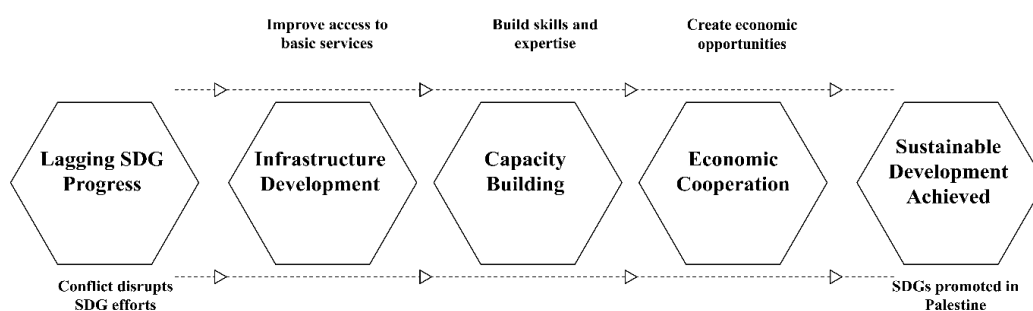 Improve access to
basic services
Build skills and
expertise
Create economic
opportunities
Lagging SDG
Progress
Infrastructure
Development
Capacity
Building
Economic
Cooperation
Sustainable
Development
Achieved
Conflict disrupts
SDG efforts
SDGs promoted in
Palestine